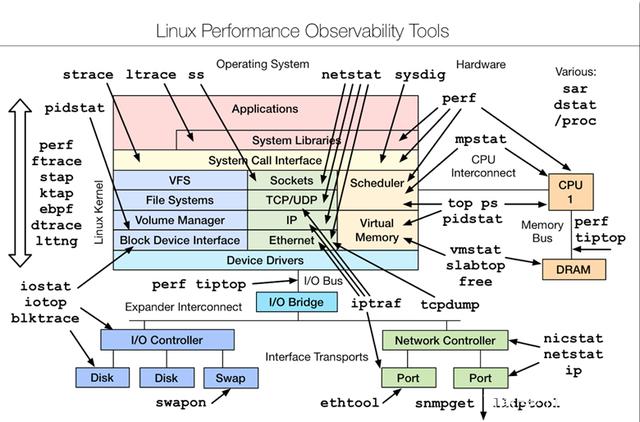 Linux Performance Observability Tools
Operating System
Hardware
Various:
sar
dstat
/proc
strace ltrace ss
netstat sysdig
pidstat
perf
Applications
System Libraries
System Call Interface
mpstat
CPU
Interconnect
perf
ftrace
stap
ktap
ebpf
dtrace
lttng
Linux Kernel
VFS
Sockets
Scheduler
File Systems
TCP/UDP
Volume Manager
IP
Virtual
Memory
Block Device Interface
Ethernet
Device Drivers
CPU
1
top ps
pidstat
Memory
Bus
perf
tiptop
vmstat
slabtop
free
DRAM
iostat
iotop
blktrace
perf tiptop
I/O Bus
I/O Bridge
iptraf
tcpdump
Expander Interconnect
I/O Controller
Interface Transports
Network Controller
nicstat
netstat
ip
Disk
Disk
Swap
Port
Port
swapon
ethtool
snmpget